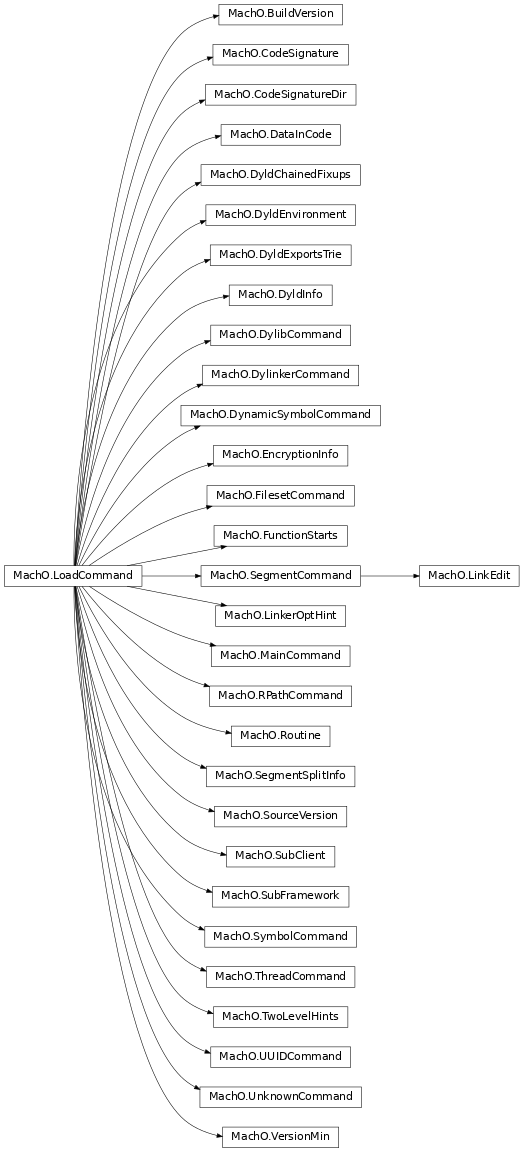 MachO.BuildVersion
MachO.CodeSignature
MachO.CodeSignatureDir
MachO.DataInCode
MachO.DyldChainedFixups
MachO.DyldEnvironment
MachO.DyldExportsTrie
MachO.DyldInfo
MachO.DylibCommand
MachO.DylinkerCommand
MachO.DynamicSymbolCommand
MachO.EncryptionInfo
MachO.FilesetCommand
MachO.FunctionStarts
MachO.LoadCommand MachO.SegmentCommand MachO.LinkEdit
MachO.LinkerOptHint
MachO.MainCommand
MachO.RPathCommand
MachO.Routine
MachO.SegmentSplitInfo
MachO.SourceVersion
MachO.SubClient
MachO.SubFramework
MachO.SymbolCommand
MachO.ThreadCommand
MachO.TwoLevelHints
MachO.UUIDCommand
MachO.UnknownCommand
MachO.VersionMin